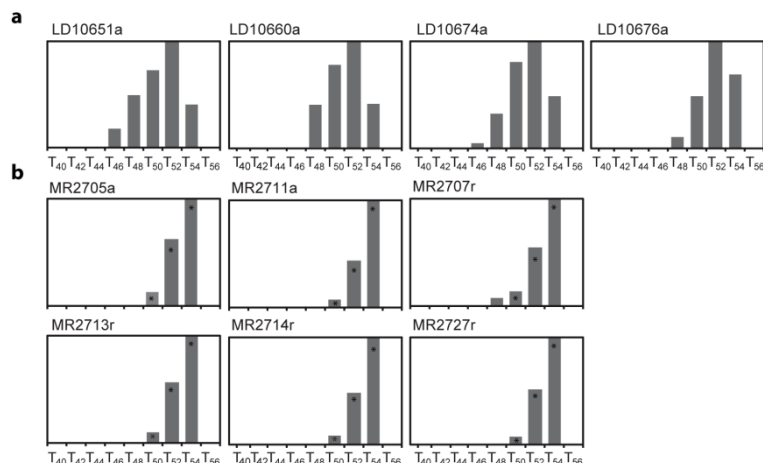 a
LD10651a LD10660a LD10674a LD10676a
T40 T42 T44 T46 T48 T50 T52 T54 T56 T40 T42 T44 T46 T48 T50 T52 T54 T56 T40 T42 T44 T46 T48 T50 T52 T54 T56 T40 T42 T44 T46 T48 T50 T52 T54 T56
b
MR2705a MR2711a MR2707r
* * * * * * * * *
MR2713r MR2714r MR2727r
* * * * * * * * *
T40 T42 T44 T46 T48 T50 T52 T54 T56 T40 T42 T44 T46 T48 T50 T52 T54 T56 T40 T42 T44 T46 T48 T50 T52 T54 T56